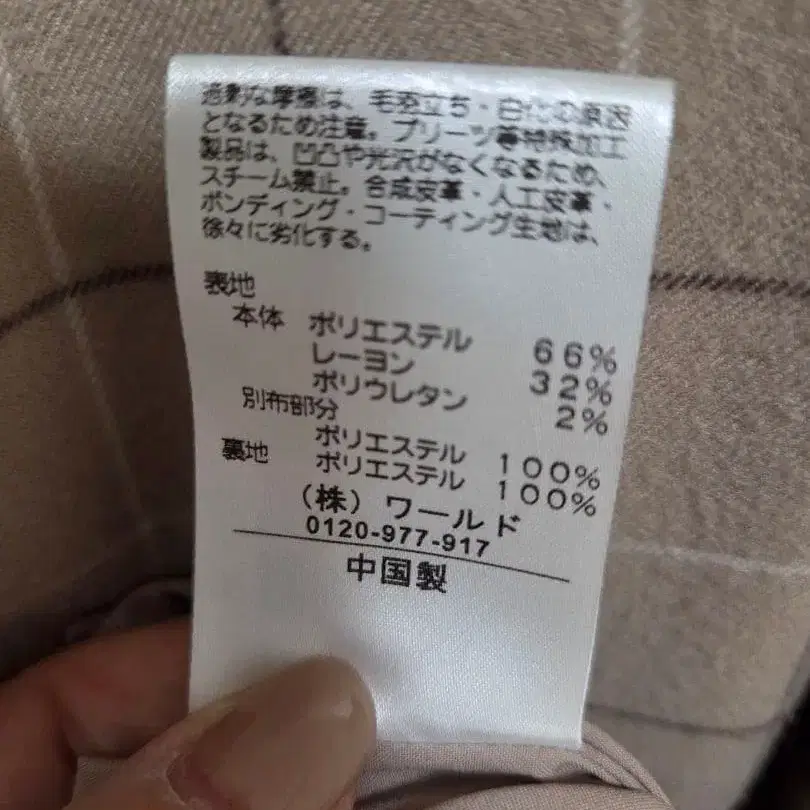 過剰な摩擦は、毛羽立ち・白化の原因
となるため注意。プリーツ等特殊加工
製品は、凹凸や光沢がなくなるため、
スチーム禁止。合成皮革・人工皮革・
ボンディング・コーティング生地は、
徐々に劣化する。
表地
本体 ポリエステル 66%
レーヨン 32%
ポリウレタン 2%
別布部分
ポリエステル 100%
裏地 ポリエステル 100%
(株) ワールド
0120-977-917
中国製